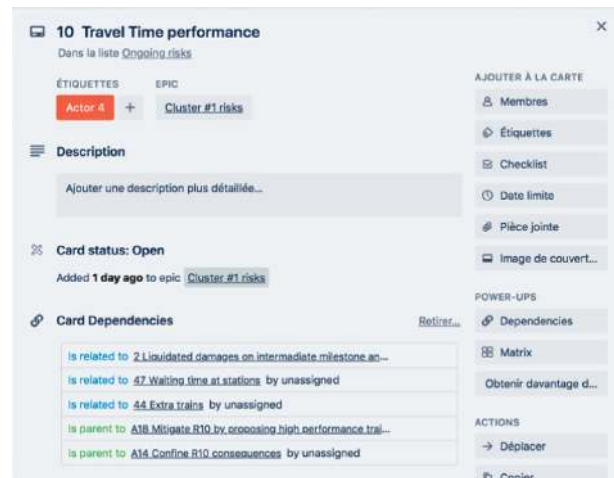 10 Travel Time performance
Dans la liste Ongoing risks
ÉTIQUETTES EPIC
Actor 4 + Cluster #1 risks
Description
Ajouter une description plus détaillée...
Card status: Open
Added 1 day ago to epic Cluster #1 risks
Card Dependencies Retirer...
Is related to 2 Liquidated damages on intermadiate milestone an...
Is related to 47 Waiting time at stations by unassigned
Is related to 44 Extra trains by unassigned
Is parent to A18 Mitigate R10 by proposing high performance trai...
Is parent to A14 Confine R10 consequences by unassigned
AJOUTER À LA CARTE
Membres
Étiquettes
Checklist
Date limite
Pièce jointe
Image de couvert...
POWER-UPS
Dependencies
Matrix
Obtenir davantage d...
ACTIONS
Déplacer
Copier